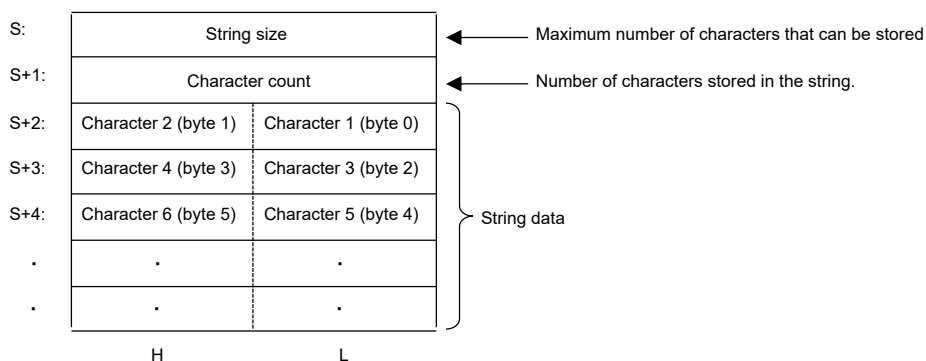 S: String size Maximum number of characters that can be stored
S+1: Character count Number of characters stored in the string.
S+2: Character 2 (byte 1) Character 1 (byte 0)
S+3: Character 4 (byte 3) Character 3 (byte 2)
S+4: Character 6 (byte 5) Character 5 (byte 4)
String data
. . .
. . .
H L